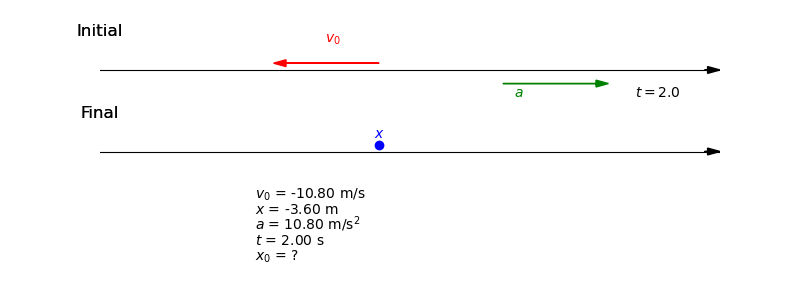 Initial
v₀
a
t = 2.0
Final
x
v₀ = -10.80 m/s
x = -3.60 m
a = 10.80 m/s²
t = 2.00 s
x₀ = ?